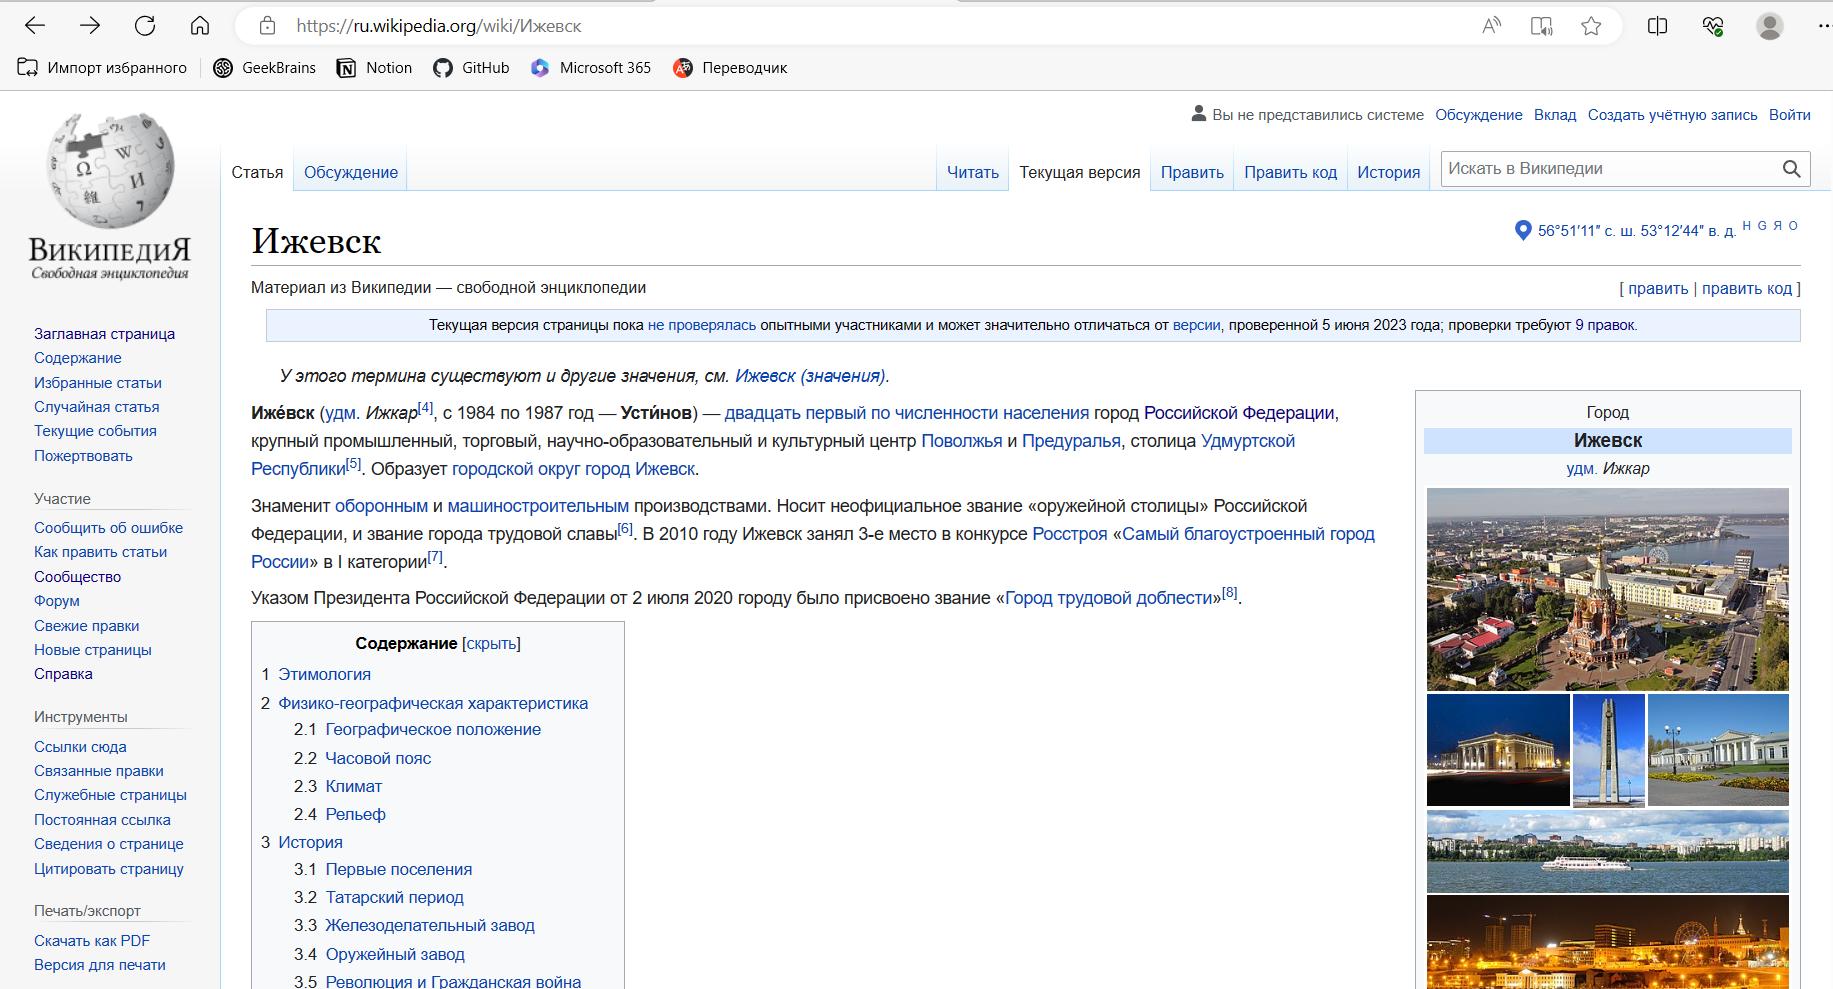 https://ru.wikipedia.org/wiki/Ижевск
Импорт избранного GeekBrains Notion GitHub Microsoft 365 Переводчик
Вы не представились системе Обсуждение Вклад Создать учётную запись Войти
Статья Обсуждение Читать Текущая версия Править Править код История Искать в Википедии
ВикипедиЯ
Свободная энциклопедия
Заглавная страница
Содержание
Избранные статьи
Случайная статья
Текущие события
Пожертвовать
Участие
Сообщить об ошибке
Как править статьи
Сообщество
Форум
Свежие правки
Новые страницы
Справка
Инструменты
Ссылки сюда
Связанные правки
Служебные страницы
Постоянная ссылка
Сведения о странице
Цитировать страницу
Печать/экспорт
Скачать как PDF
Версия для печати
Ижевск
56°51′11″ с. ш. 53°12′44″ в. д. H G Я O
Материал из Википедии — свободной энциклопедии
[ править | править код ]
Текущая версия страницы пока не проверялась опытными участниками и может значительно отличаться от версии, проверенной 5 июня 2023 года; проверки требуют 9 правок.
У этого термина существуют и другие значения, см. Ижевск (значения).
Иже́вск (удм. Ижкар[4], с 1984 по 1987 год — Усти́нов) — двадцать первый по численности населения город Российской Федерации,
крупный промышленный, торговый, научно-образовательный и культурный центр Поволжья и Предуралья, столица Удмуртской
Республики[5]. Образует городской округ город Ижевск.
Знаменит оборонным и машиностроительным производствами. Носит неофициальное звание «оружейной столицы» Российской
Федерации, и звание города трудовой славы[6]. В 2010 году Ижевск занял 3-е место в конкурсе Росстроя «Самый благоустроенный город
России» в I категории[7].
Указом Президента Российской Федерации от 2 июля 2020 городу было присвоено звание «Город трудовой доблести»[8].
Содержание [скрыть]
1 Этимология
2 Физико-географическая характеристика
2.1 Географическое положение
2.2 Часовой пояс
2.3 Климат
2.4 Рельеф
3 История
3.1 Первые поселения
3.2 Татарский период
3.3 Железоделательный завод
3.4 Оружейный завод
3.5 Революция и Гражданская война
Город
Ижевск
удм. Ижкар